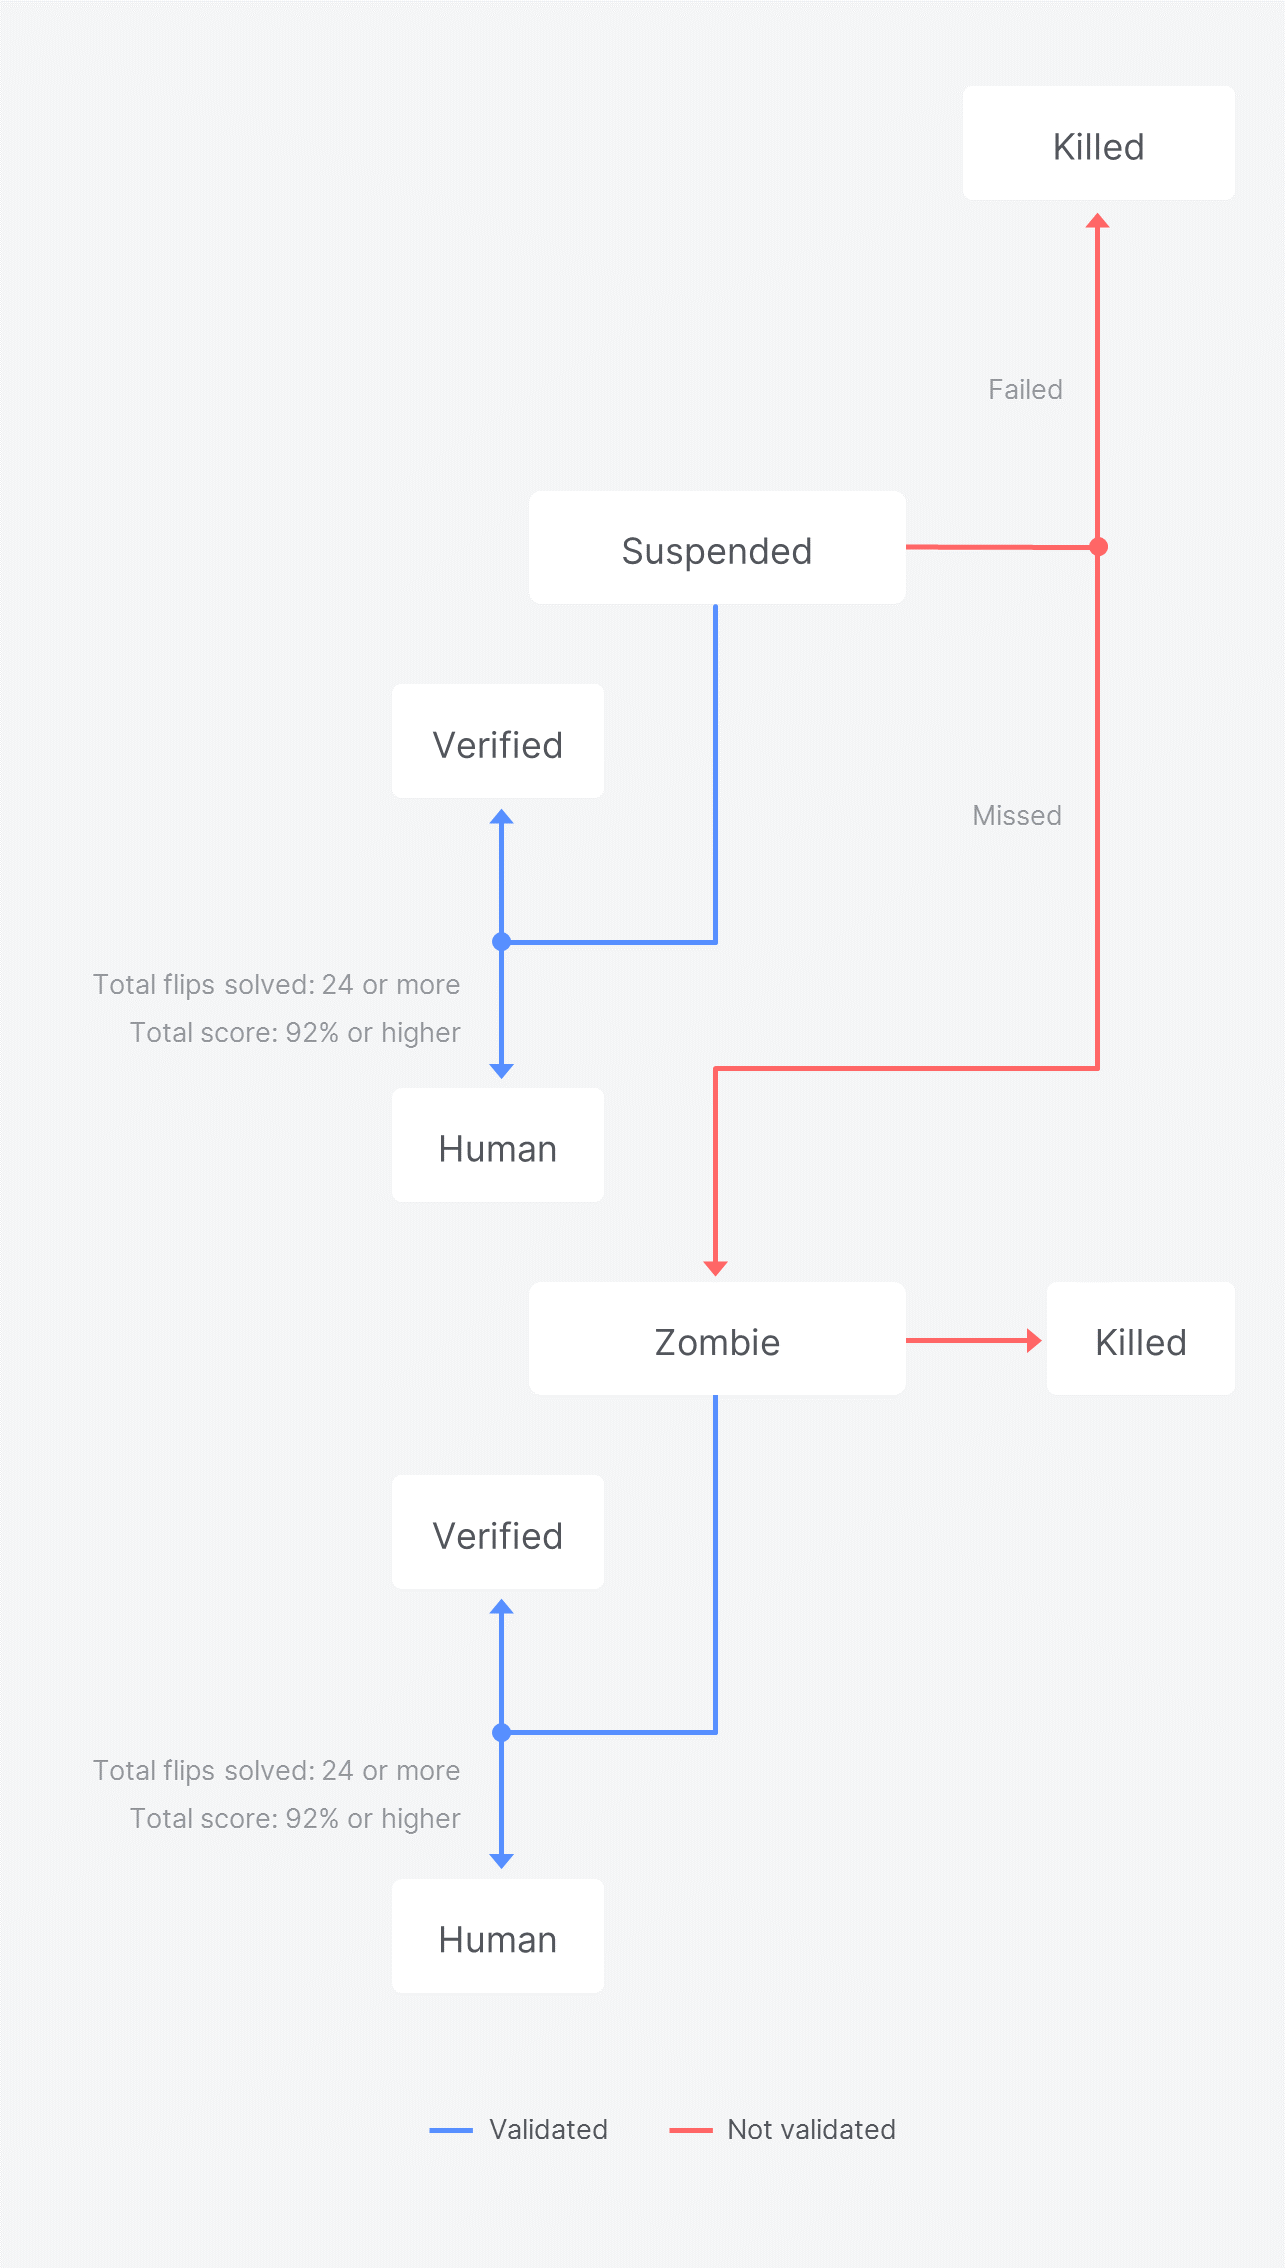 Killed
Failed
Suspended
Verified
Missed
Total flips solved: 24 or more
Total score: 92% or higher
Human
Zombie
Killed
Verified
Total flips solved: 24 or more
Total score: 92% or higher
Human
Validated
Not validated